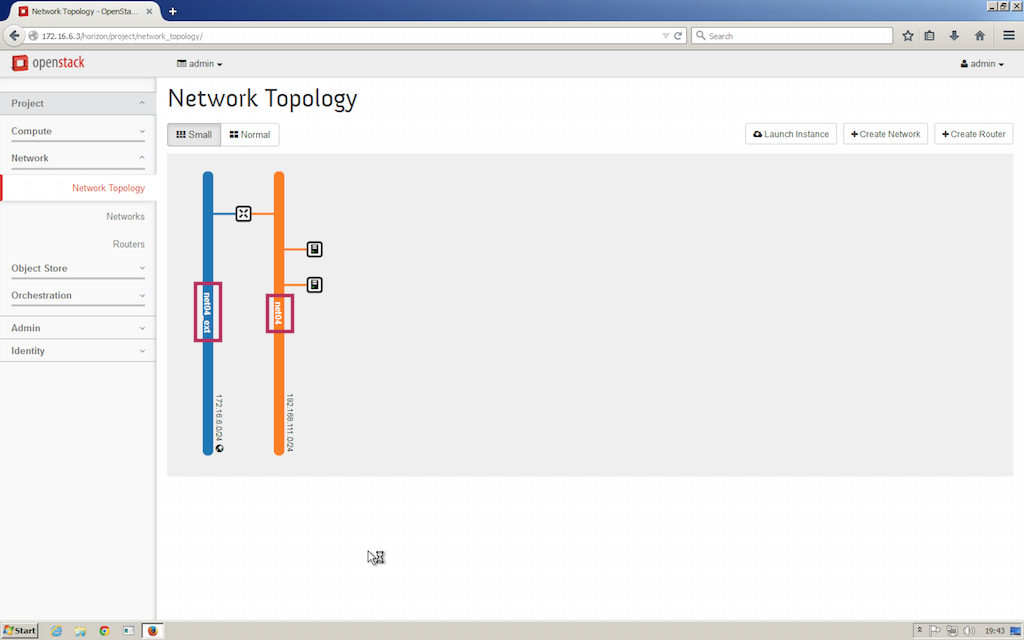 Network Topology - OpenSta...
172.16.6.3/horizon/project/network_topology/
Search
openstack
admin
admin
Project
Compute
Network
Network Topology
Networks
Routers
Object Store
Orchestration
Admin
Identity
Network Topology
Small
Normal
Launch Instance
Create Network
Create Router
net04_ext
172.16.6.0/24
net04
192.168.111.0/24
Start
19:43